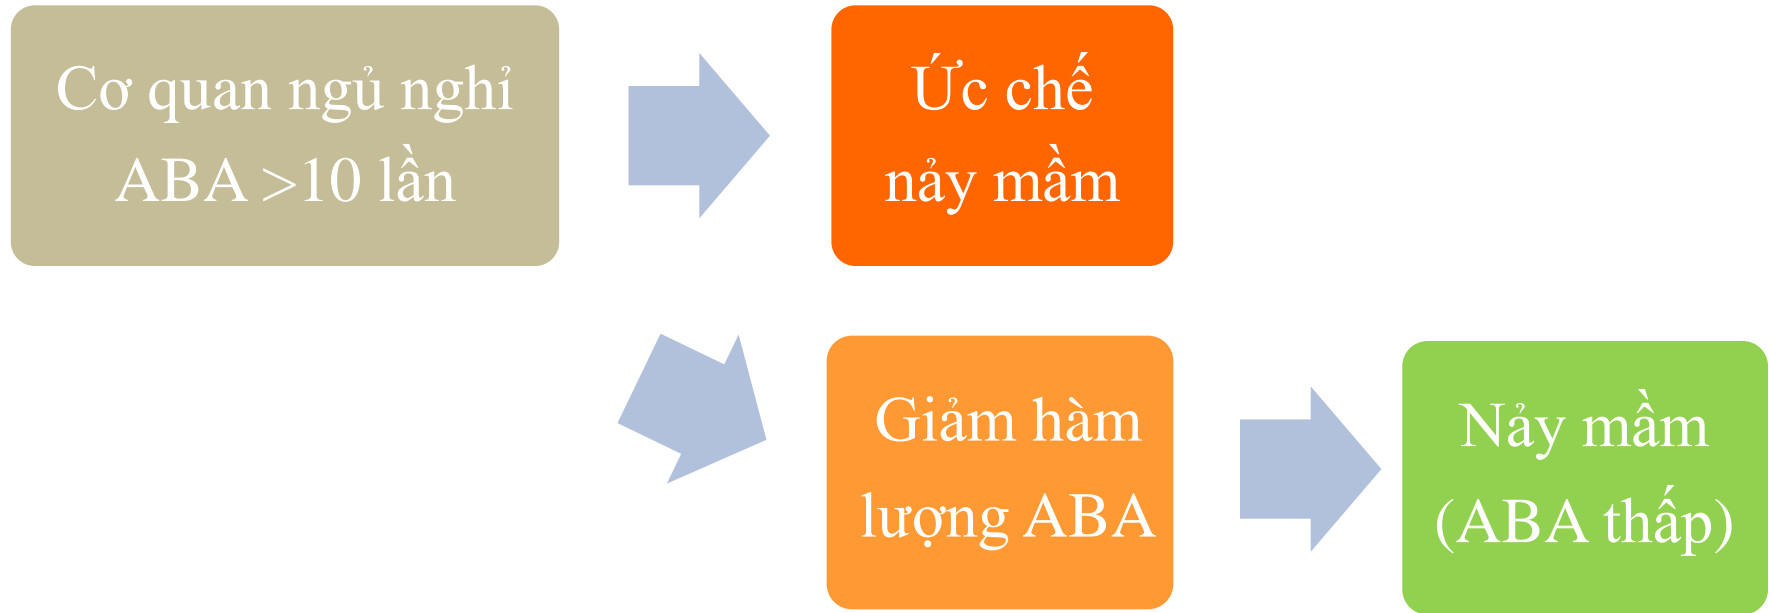 Cơ quan ngủ nghỉ
ABA >10 lần
Ức chế
nảy mầm
Giảm hàm
lượng ABA
Nảy mầm
(ABA thấp)